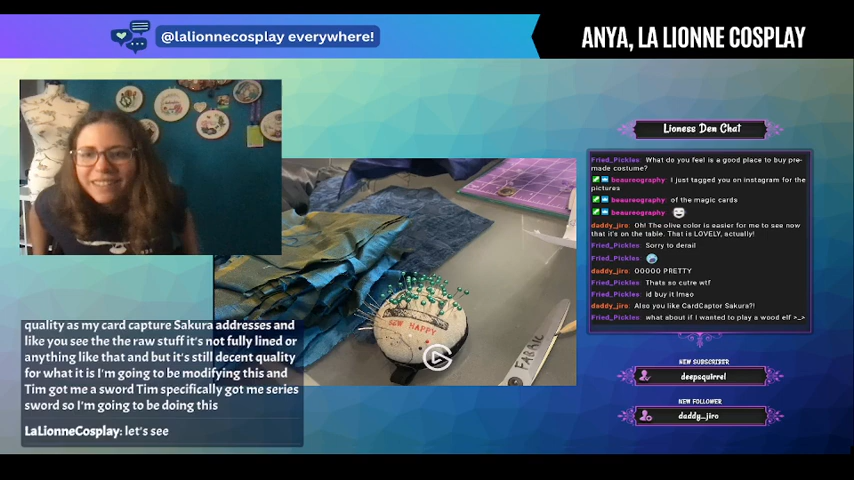 @lalionnecosplay everywhere!
ANYA, LA LIONNE COSPLAY
Lioness Den Chat
Fried_Pickles: What do you feel is a good place to buy pre-
made costume?
beaureography: I just tagged you on instagram for the
pictures
beaureography: of the magic cards
beaureography:
daddy_jiro: Oh! The olive color is easier for me to see now
that it's on the table. That is LOVELY, actually!
Fried_Pickles: Sorry to derail
Fried_Pickles:
daddy_jiro: OOOOO PRETTY
Fried_Pickles: Thats so cutre wtf
Fried_Pickles: id buy it lmao
daddy_jiro: Also you like CardCaptor Sakura?!
Fried_Pickles: what about if i wanted to play a wood elf >_>
SEW HAPPY
FABRIC
quality as my card capture Sakura addresses and
like you see the the raw stuff it's not fully lined or
anything like that and but it's still decent quality
for what it is I'm going to be modifying this and
Tim got me a sword Tim specifically got me series
sword so I'm going to be doing this
LaLionneCosplay: let's see
NEW SUBSCRIBER
deepsquirrel
NEW FOLLOWER
daddy_jiro